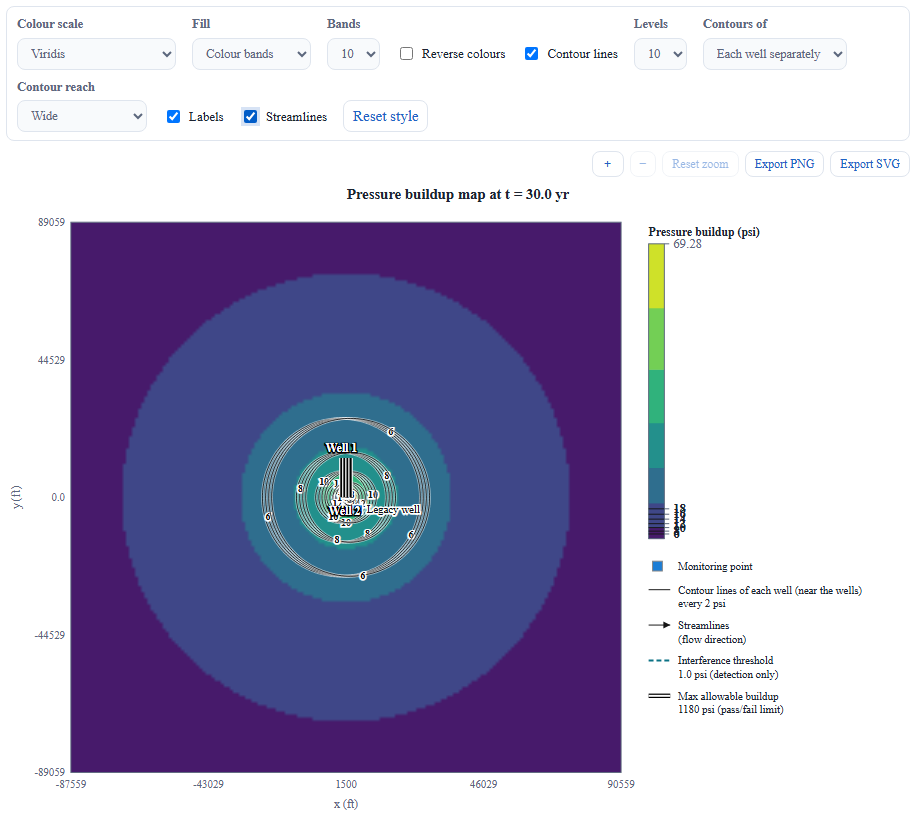 Colour scale
Fill
Bands
Levels
Contours of
Viridis
Colour bands
10
Reverse colours
Contour lines
10
Each well separately
Contour reach
Wide
Labels
Streamlines
Reset style
+
−
Reset zoom
Export PNG
Export SVG
Pressure buildup map at t = 30.0 yr
89059
44529
0.0
-44529
-89059
y (ft)
-87559
-43029
1500
46029
90559
x (ft)
Well 1
Well 2
Legacy well
6
8
8
10
10
10
6
8
8
6
6
10
Pressure buildup (psi)
69.28
18
0
Monitoring point
Contour lines of each well (near the wells)
every 2 psi
Streamlines
(flow direction)
Interference threshold
1.0 psi (detection only)
Max allowable buildup
1180 psi (pass/fail limit)